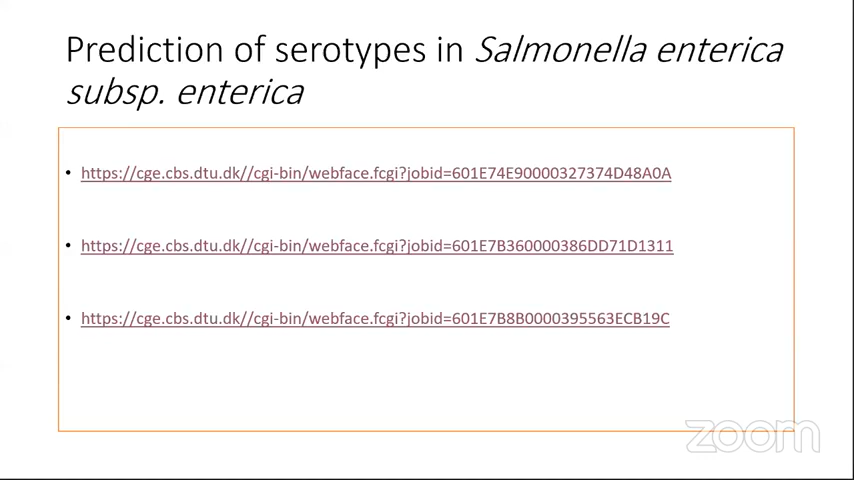 Prediction of serotypes in Salmonella enterica
subsp. enterica
• https://cge.cbs.dtu.dk//cgi-bin/webface.fcgi?jobid=601E74E90000327374D48A0A
• https://cge.cbs.dtu.dk//cgi-bin/webface.fcgi?jobid=601E7B360000386DD71D1311
• https://cge.cbs.dtu.dk//cgi-bin/webface.fcgi?jobid=601E7B8B0000395563ECB19C
zoom